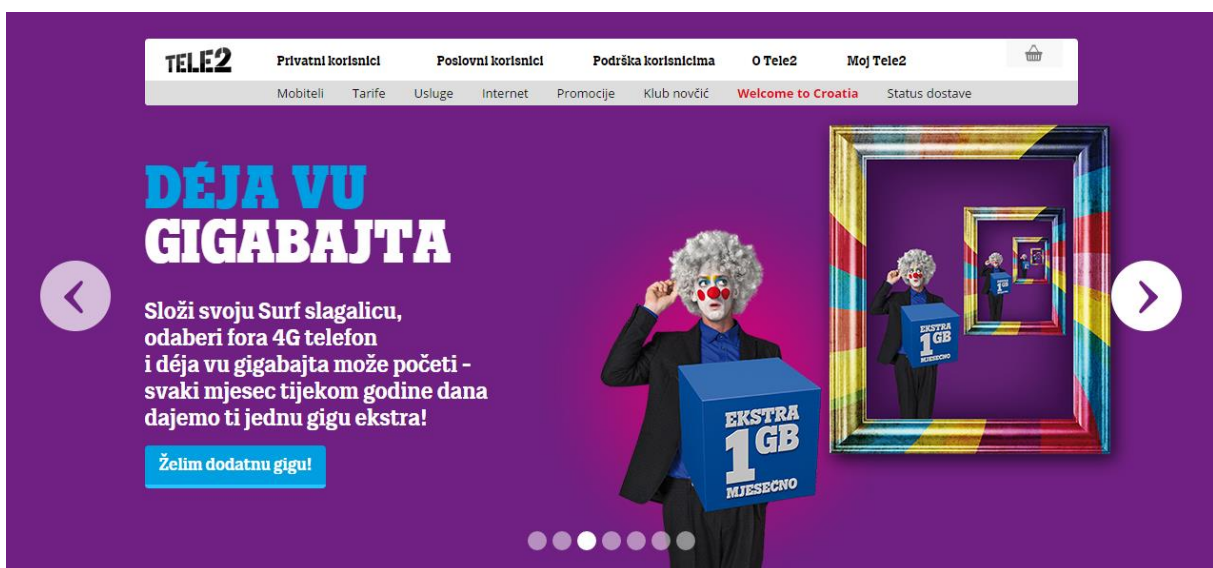 TELE2
Privatni korisnici Poslovni korisnici Podrška korisnicima O Tele2 Moj Tele2
Mobiteli Tarife Usluge Internet Promocije Klub novčić Welcome to Croatia Status dostave
DÉJA VU
GIGABAJTA
Složi svoju Surf slagalicu,
odaberi fora 4G telefon
i déja vu gigabajta može početi -
svaki mjesec tijekom godine dana
dajemo ti jednu gigu ekstra!
Želim dodatnu gigu!
EKSTRA
1GB
MJESEČNO
EKSTRA
1GB
MJESEČNO